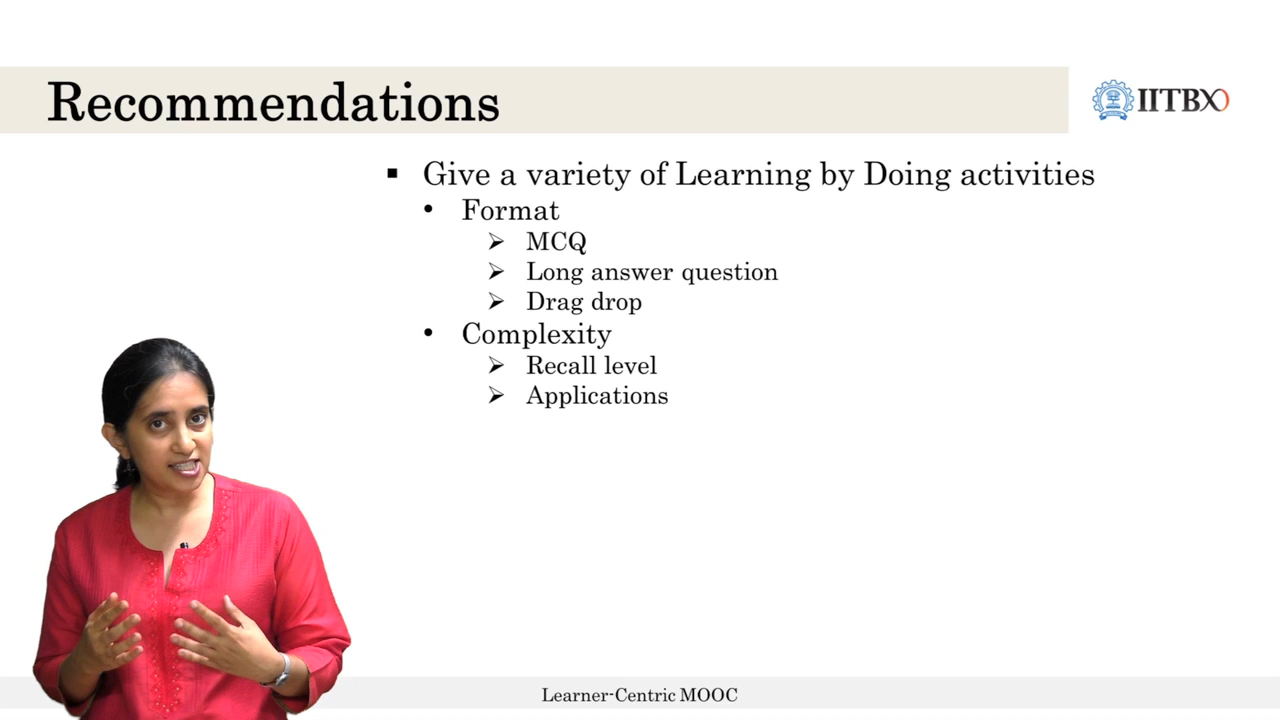 Recommendations
IITBX
▪ Give a variety of Learning by Doing activities
• Format
➢ MCQ
➢ Long answer question
➢ Drag drop
• Complexity
➢ Recall level
➢ Applications
Learner-Centric MOOC